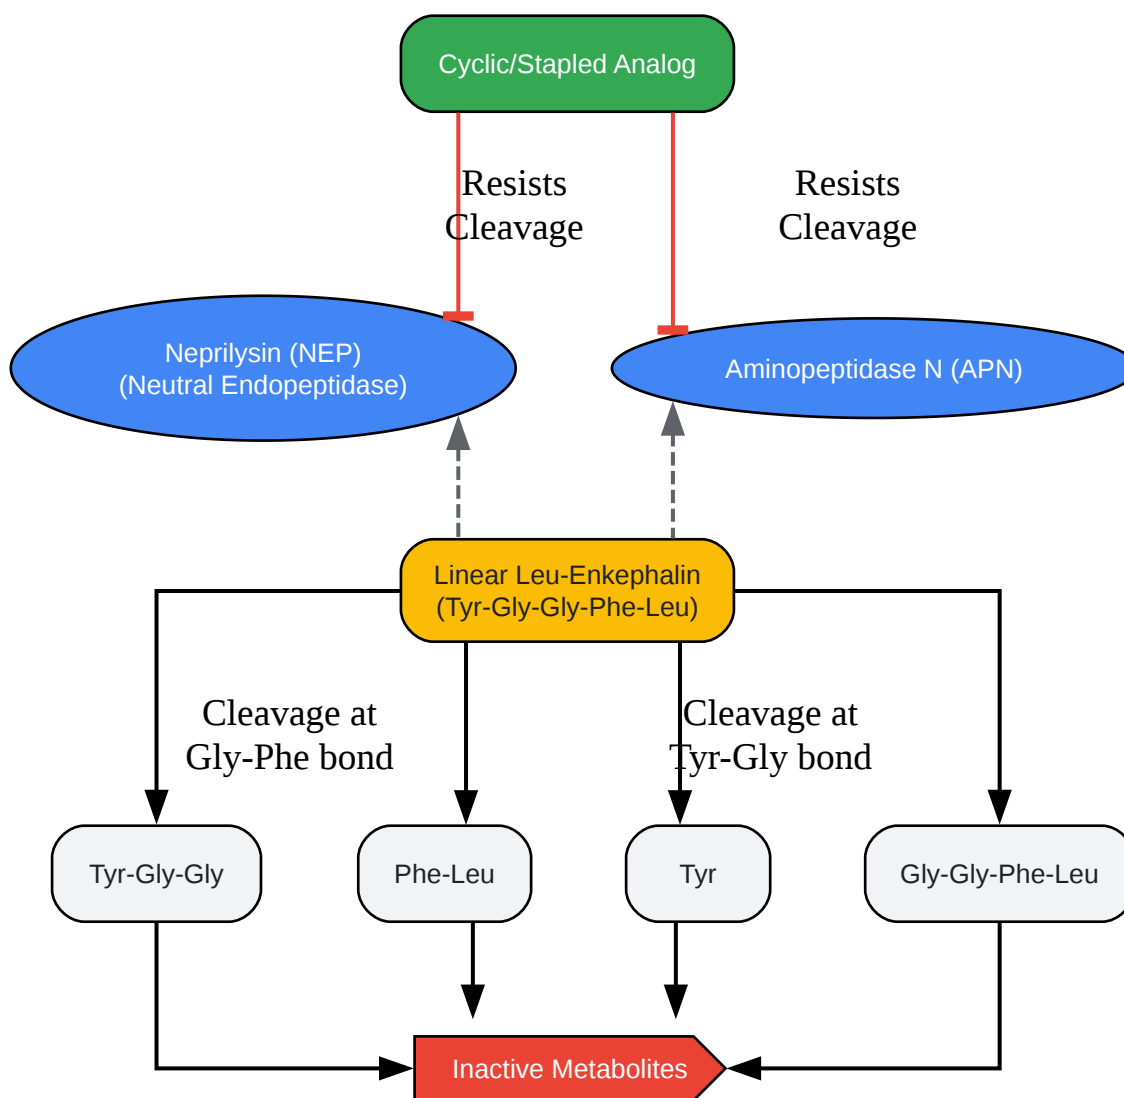 Cyclic/Stapled Analog
Resists
Cleavage
Resists
Cleavage
Neprilysin (NEP)
(Neutral Endopeptidase)
Aminopeptidase N (APN)
Linear Leu-Enkephalin
(Tyr-Gly-Gly-Phe-Leu)
Cleavage at
Gly-Phe bond
Cleavage at
Tyr-Gly bond
Tyr-Gly-Gly
Phe-Leu
Tyr
Gly-Gly-Phe-Leu
Inactive Metabolites